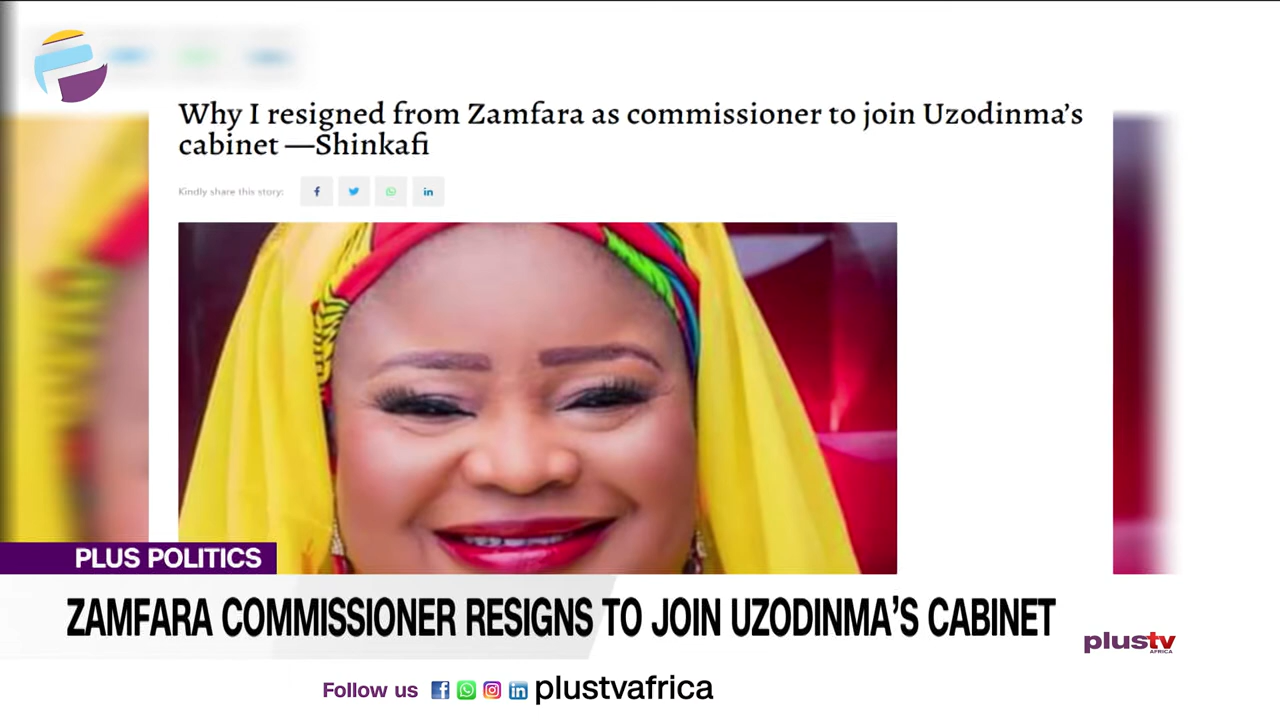 Why I resigned from Zamfara as commissioner to join Uzodinma's
cabinet —Shinkafi
Kindly share this story:
PLUS POLITICS
ZAMFARA COMMISSIONER RESIGNS TO JOIN UZODINMA'S CABINET
plustv
AFRICA
Follow us plustvafrica